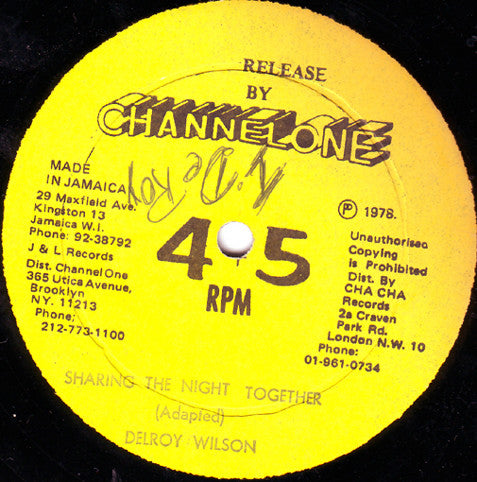 RELEASE
BY
CHANNEL ONE
MADE
IN JAMAICA
29 Maxfield Ave.
Kingston 13
Jamaica W.I.
Phone: 92-38792
J & L Records
Dist. Channel One
365 Utica Avenue,
Brooklyn
NY. 11213
Phone;
212-773-1100
45
RPM
℗ 1978.
Unauthorised
Copying
is Prohibited
Dist. By
CHA CHA
Records
2a Craven
Park Rd.
London N.W. 10
Phone:
01-961-0734
SHARING THE NIGHT TOGETHER
(Adapted)
DELROY WILSON